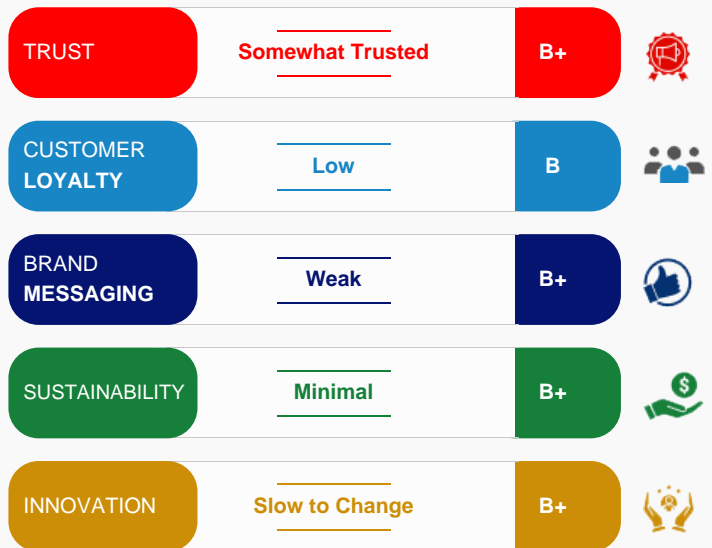 TRUST Somewhat Trusted B+
CUSTOMER
LOYALTY Low B
BRAND
MESSAGING Weak B+
SUSTAINABILITY Minimal B+
$
INNOVATION Slow to Change B+